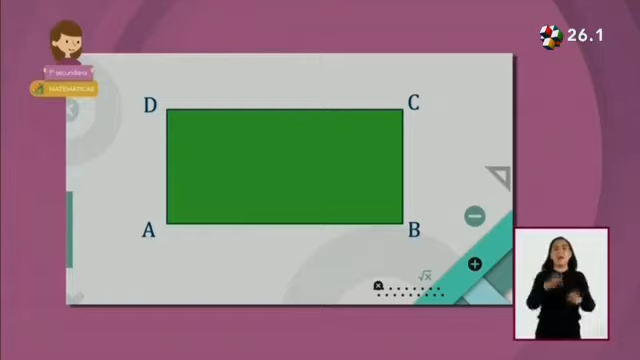 26.1
1° secundaria
MATEMÁTICAS
D
C
A
B
√x